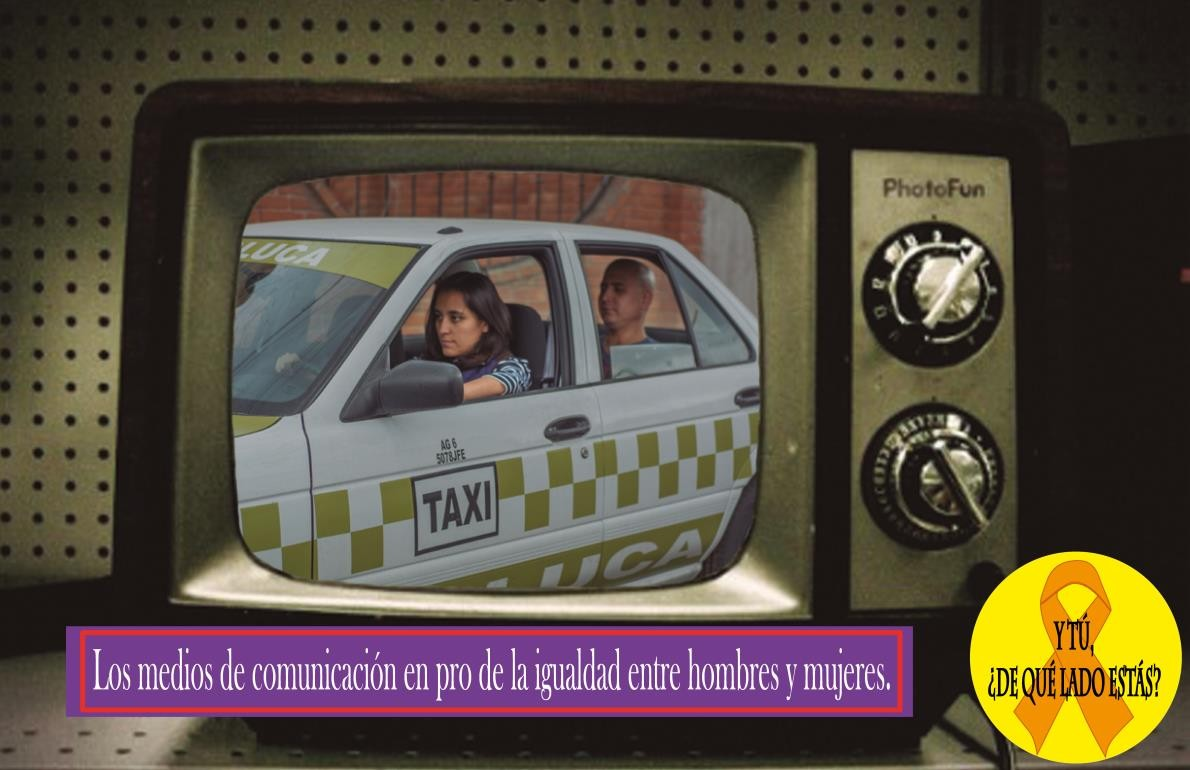 PhotoFun
LUCA
AG 6
5078JFE
TAXI
LUCA
Los medios de comunicación en pro de la igualdad entre hombres y mujeres.
Y TÚ,
¿DE QUÉ LADO ESTÁS?